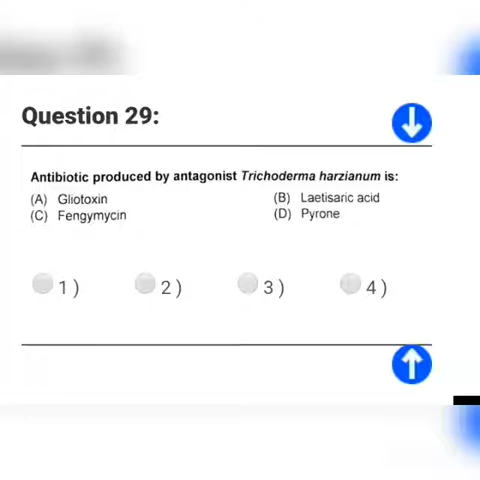 Question 29:
Antibiotic produced by antagonist Trichoderma harzianum is:
(A) Gliotoxin (B) Laetisaric acid
(C) Fengymycin (D) Pyrone
1) 2) 3) 4)